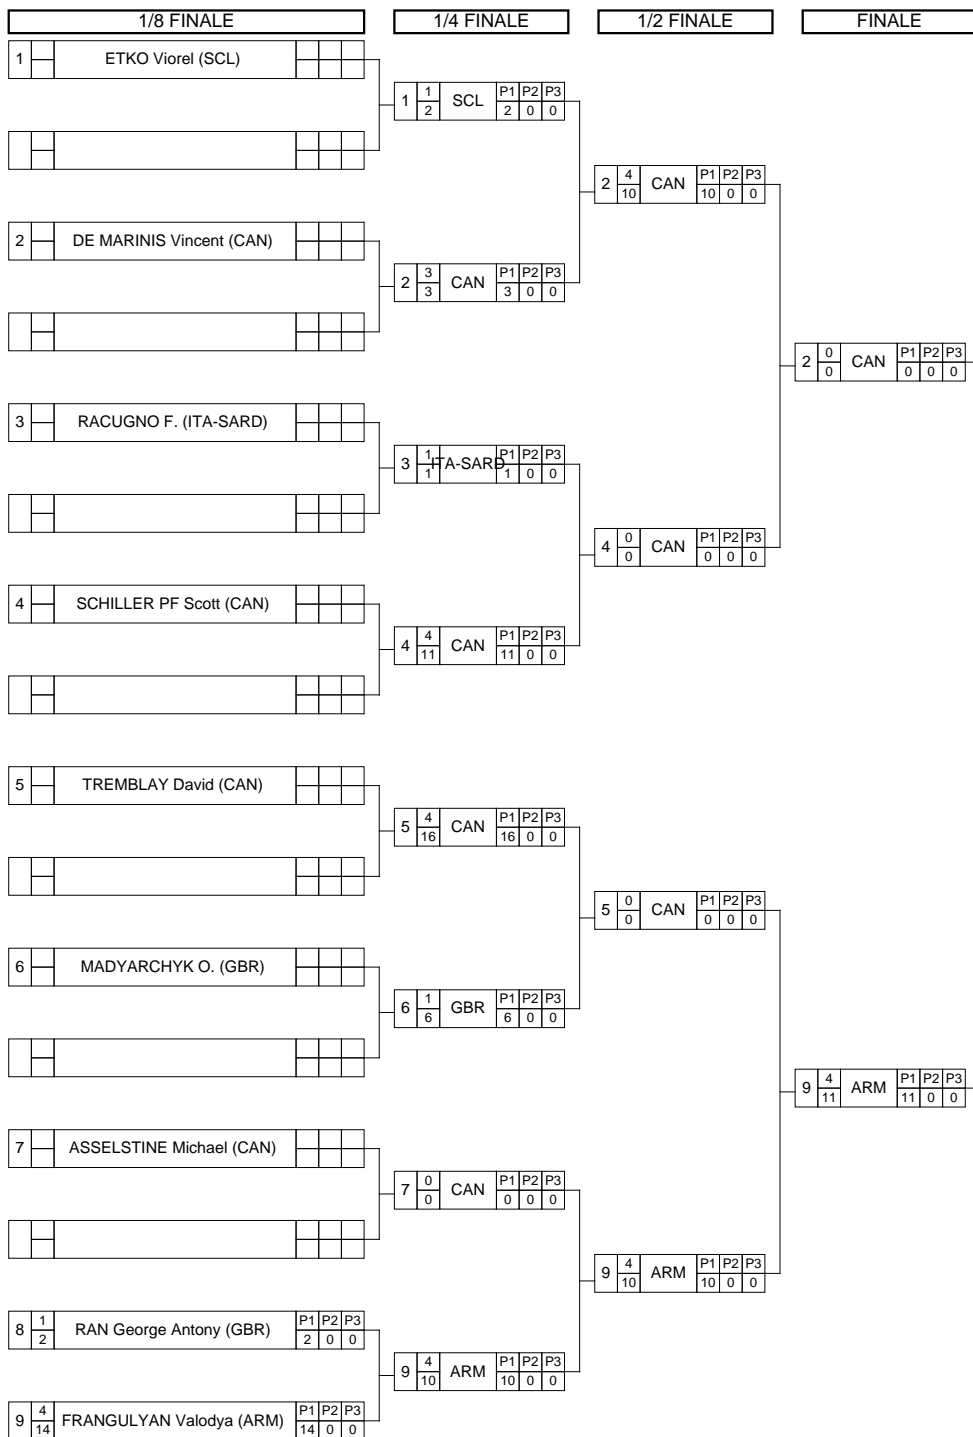 1/8 FINALE 1/4 FINALE 1/2 FINALE FINALE
1 ETKO Viorel (SCL)
1 1 SCL P1 P2 P3
2 2 0 0
2 4 CAN P1 P2 P3
10 10 0 0
2 DE MARINIS Vincent (CAN)
2 3 CAN P1 P2 P3
3 3 0 0
2 0 CAN P1 P2 P3
0 0 0 0
3 RACUGNO F. (ITA-SARD)
3 1 ITA-SARD P1 P2 P3
1 1 0 0
4 0 CAN P1 P2 P3
0 0 0 0
4 SCHILLER PF Scott (CAN)
4 4 CAN P1 P2 P3
11 11 0 0
5 TREMBLAY David (CAN)
5 4 CAN P1 P2 P3
16 16 0 0
5 0 CAN P1 P2 P3
0 0 0 0
6 MADYARCHYK O. (GBR)
6 1 GBR P1 P2 P3
6 6 0 0
9 4 ARM P1 P2 P3
11 11 0 0
7 ASSELSTINE Michael (CAN)
7 0 CAN P1 P2 P3
0 0 0 0
9 4 ARM P1 P2 P3
10 10 0 0
8 1 RAN George Antony (GBR) P1 P2 P3
2 2 0 0
9 4 ARM P1 P2 P3
10 10 0 0
9 4 FRANGULYAN Valodya (ARM) P1 P2 P3
14 14 0 0